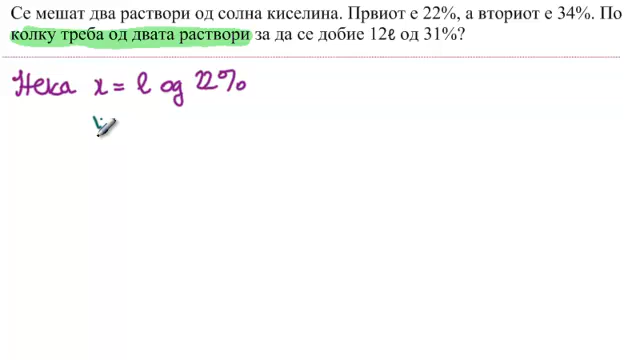 Се мешат два раствори од солна киселина. Првиот е 22%, а вториот е 34%. По
колку треба од двата раствори за да се добие 12ℓ од 31%?
Нека x = ℓ од 22%